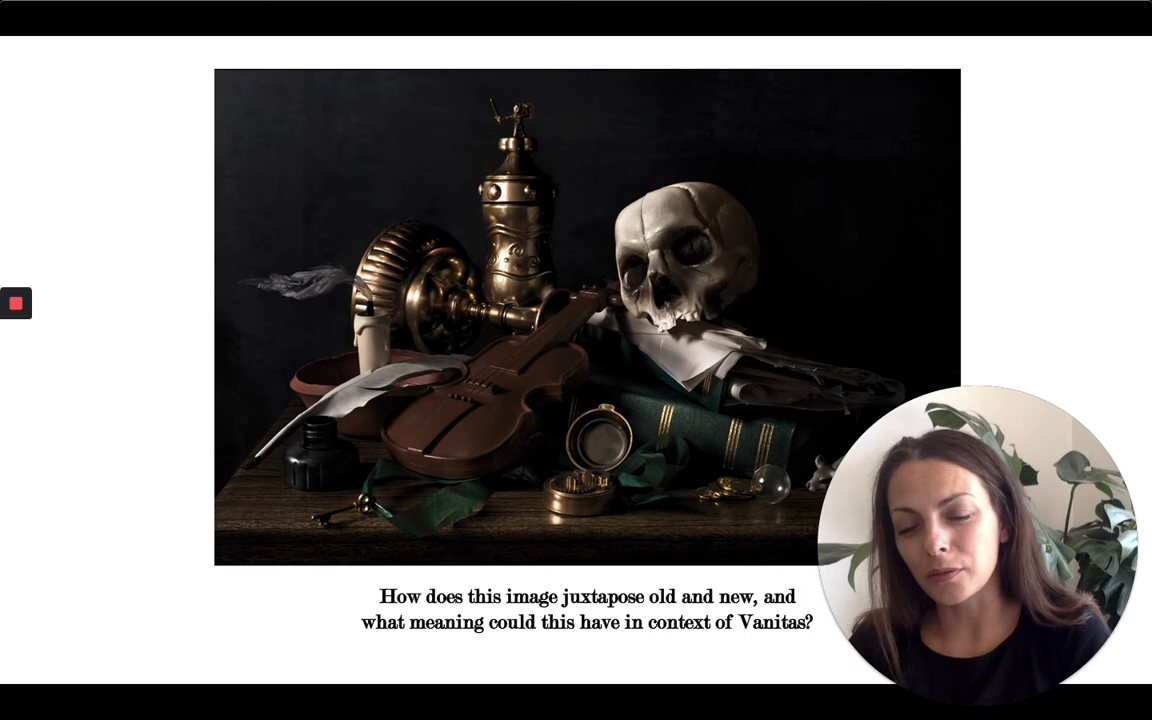 How does this image juxtapose old and new, and
what meaning could this have in context of Vanitas?